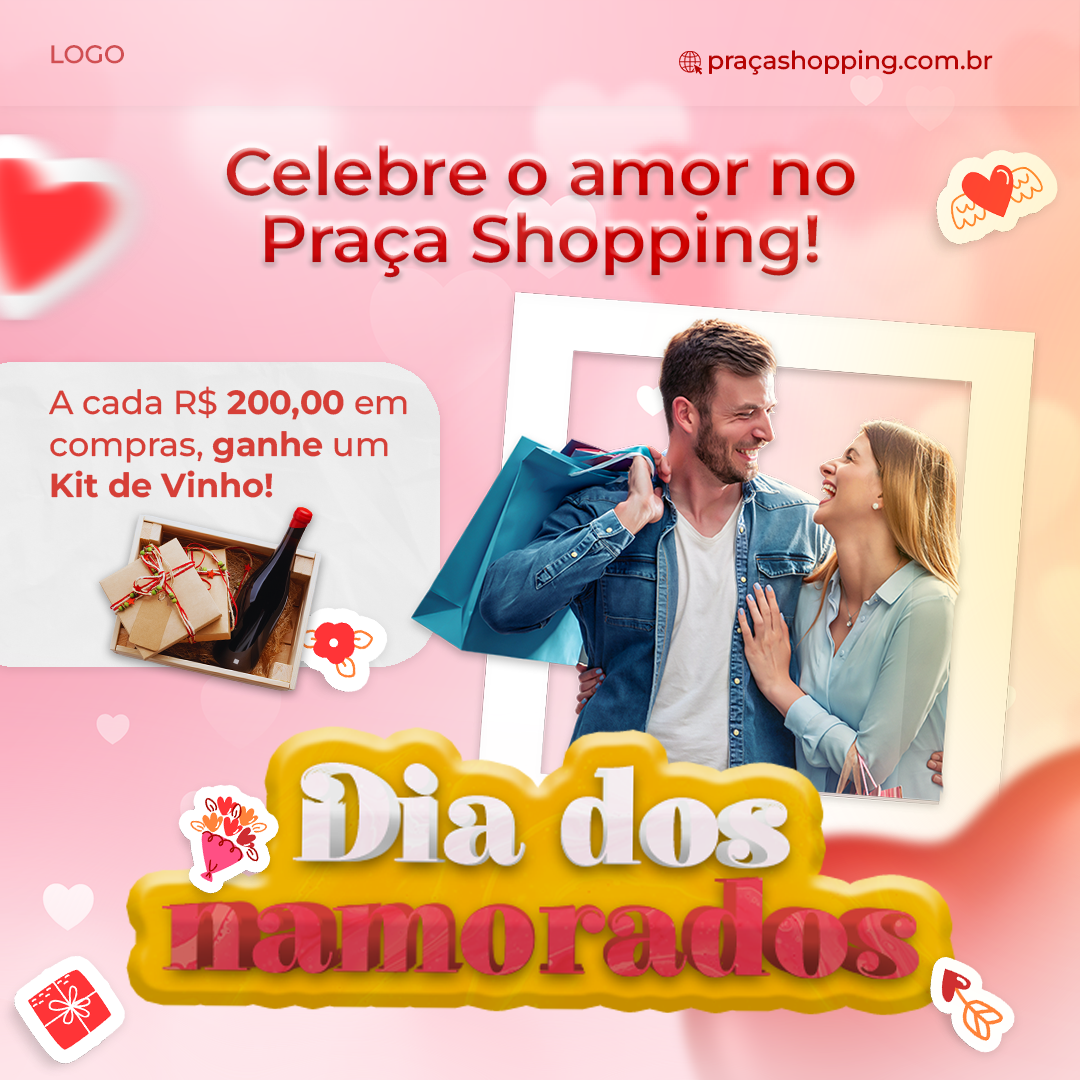 LOGO
praçashopping.com.br
Celebre o amor no
Praça Shopping!
A cada R$ 200,00 em
compras, ganhe um
Kit de Vinho!
Dia dos
namorados